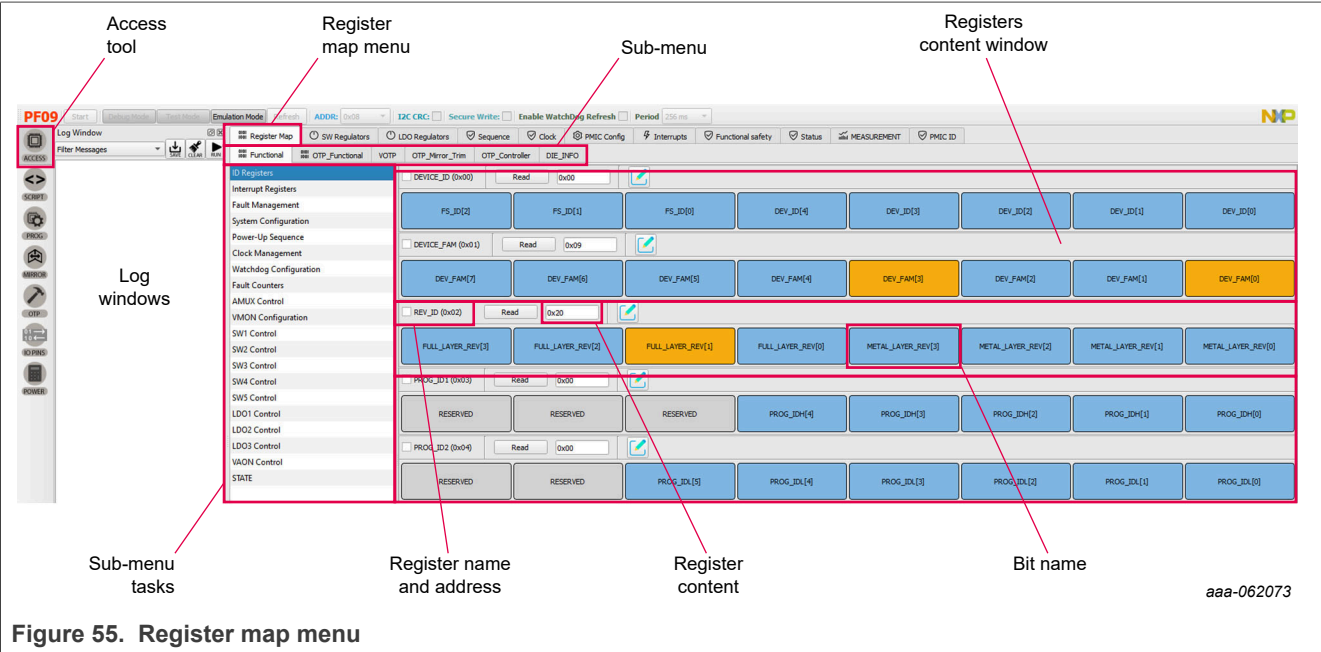 Access
tool
Register
map menu
Sub-menu
Registers
content window
PF09 Start Debug Mode Test Mode Emulation Mode Refresh ADDR: 0x08 I2C CRC: Secure Write: Enable WatchDog Refresh Period 256 ms NXP
ACCESS
SCRIPT
PROG
MIRROR
OTP
IO PINS
POWER
Log Window
Filter Messages SAVE CLEAR RUN
Log
windows
Register Map SW Regulators LDO Regulators Sequence Clock PMIC Config Interrupts Functional safety Status MEASUREMENT PMIC ID
Functional OTP_Functional VOTP OTP_Mirror_Trim OTP_Controller DIE_INFO
ID Registers
Interrupt Registers
Fault Management
System Configuration
Power-Up Sequence
Clock Management
Watchdog Configuration
Fault Counters
AMUX Control
VMON Configuration
SW1 Control
SW2 Control
SW3 Control
SW4 Control
SW5 Control
LDO1 Control
LDO2 Control
LDO3 Control
VAON Control
STATE
DEVICE_ID (0x00) Read 0x00
FS_ID[2] FS_ID[1] FS_ID[0] DEV_ID[4] DEV_ID[3] DEV_ID[2] DEV_ID[1] DEV_ID[0]
DEVICE_FAM (0x01) Read 0x09
DEV_FAM[7] DEV_FAM[6] DEV_FAM[5] DEV_FAM[4] DEV_FAM[3] DEV_FAM[2] DEV_FAM[1] DEV_FAM[0]
REV_ID (0x02) Read 0x20
FULL_LAYER_REV[3] FULL_LAYER_REV[2] FULL_LAYER_REV[1] FULL_LAYER_REV[0] METAL_LAYER_REV[3] METAL_LAYER_REV[2] METAL_LAYER_REV[1] METAL_LAYER_REV[0]
PROG_ID1 (0x03) Read 0x00
RESERVED RESERVED RESERVED PROG_IDH[4] PROG_IDH[3] PROG_IDH[2] PROG_IDH[1] PROG_IDH[0]
PROG_ID2 (0x04) Read 0x00
RESERVED RESERVED PROG_IDL[5] PROG_IDL[4] PROG_IDL[3] PROG_IDL[2] PROG_IDL[1] PROG_IDL[0]
Sub-menu
tasks
Register name
and address
Register
content
Bit name
aaa-062073
Figure 55. Register map menu